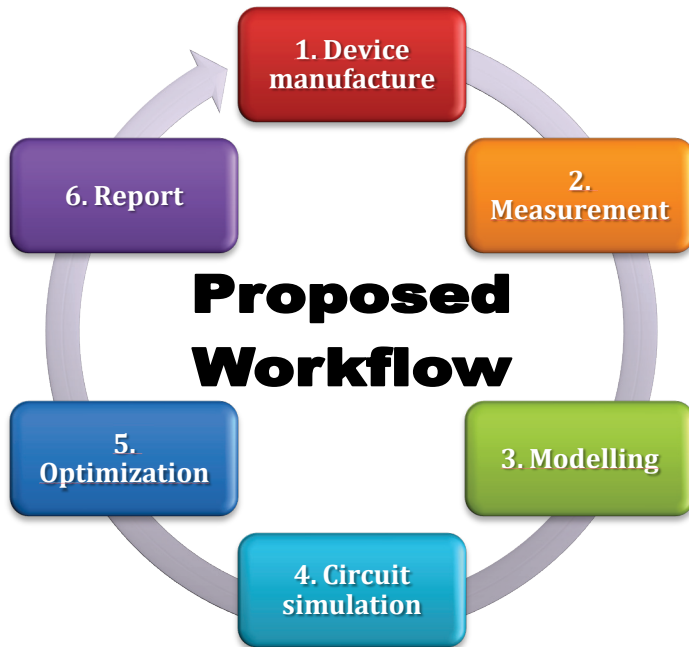 1. Device
manufacture
2.
Measurement
3. Modelling
4. Circuit
simulation
5.
Optimization
6. Report
Proposed
Workflow